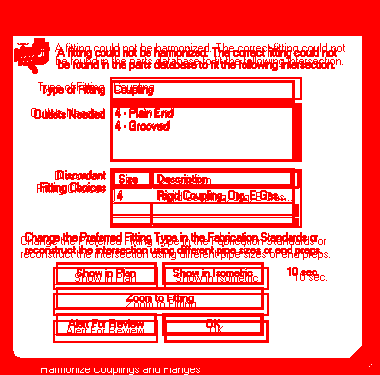 A fitting could not be harmonized. The correct fitting could not
be found in the parts database to fit the following intersection.
Type of Fitting Coupling
Outlets Needed 4 - Plain End
4 - Grooved
Discordant
Fitting Choices
Size Description
4 Rigid Coupling, Gro, E Gas...
Change the Preferred Fitting Type in the Fabrication Standards or
reconstruct the intersection using different pipe sizes or end preps.
Show in Plan Show in Isometric 10 sec.
Zoom to Fitting
Alert For Review OK
Harmonize Couplings and Flanges